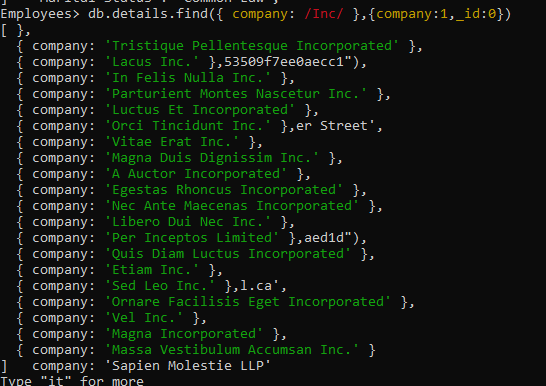 ]    Marital Status : 'Common Law',
Employees> db.details.find({ company: /Inc/ },{company:1,_id:0})
[ },
  { company: 'Tristique Pellentesque Incorporated' },
  { company: 'Lacus Inc.' },53509f7ee0aecc1"),
  { company: 'In Felis Nulla Inc.' },
  { company: 'Parturient Montes Nascetur Inc.' },
  { company: 'Luctus Et Incorporated' },
  { company: 'Orci Tincidunt Inc.' },er Street',
  { company: 'Vitae Erat Inc.' },
  { company: 'Magna Duis Dignissim Inc.' },
  { company: 'A Auctor Incorporated' },
  { company: 'Egestas Rhoncus Incorporated' },
  { company: 'Nec Ante Maecenas Incorporated' },
  { company: 'Libero Dui Nec Inc.' },
  { company: 'Per Inceptos Limited' },aed1d"),
  { company: 'Quis Diam Luctus Incorporated' },
  { company: 'Etiam Inc.' },
  { company: 'Sed Leo Inc.' },l.ca',
  { company: 'Ornare Facilisis Eget Incorporated' },
  { company: 'Vel Inc.' },
  { company: 'Magna Incorporated' },
  { company: 'Massa Vestibulum Accumsan Inc.' }
]   company: 'Sapien Molestie LLP'
Type "it" for more